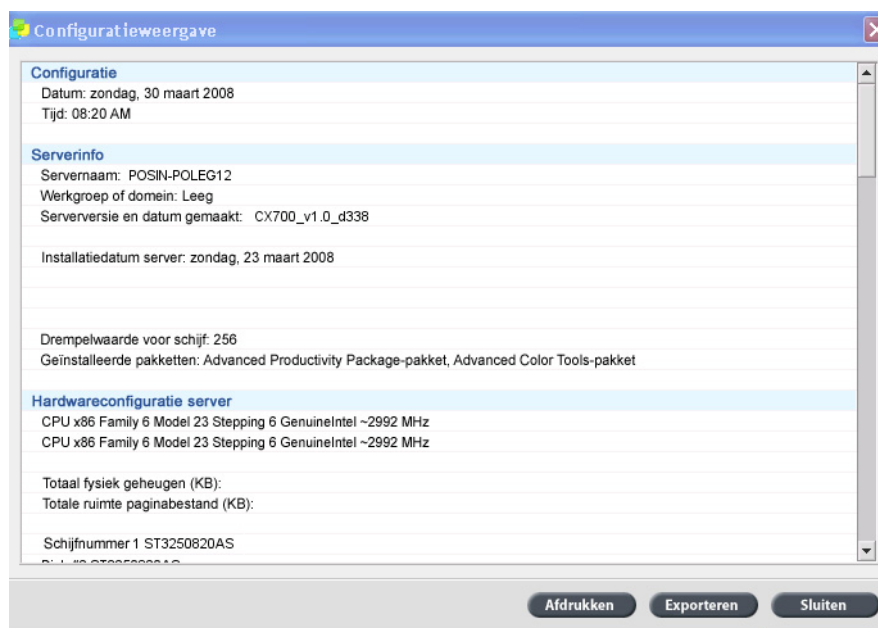 Configuratieweergave
Configuratie
Datum: zondag, 30 maart 2008
Tijd: 08:20 AM
Serverinfo
Servernaam: POSIN-POLEG12
Werkgroep of domein: Leeg
Serverversie en datum gemaakt: CX700_v1.0_d338
Installatiedatum server: zondag, 23 maart 2008
Drempelwaarde voor schijf: 256
Geïnstalleerde pakketten: Advanced Productivity Package-pakket, Advanced Color Tools-pakket
Hardwareconfiguratie server
CPU x86 Family 6 Model 23 Stepping 6 GenuineIntel ~2992 MHz
CPU x86 Family 6 Model 23 Stepping 6 GenuineIntel ~2992 MHz
Totaal fysiek geheugen (KB):
Totale ruimte paginabestand (KB):
Schijfnummer 1 ST3250820AS
Afdrukken Exporteren Sluiten